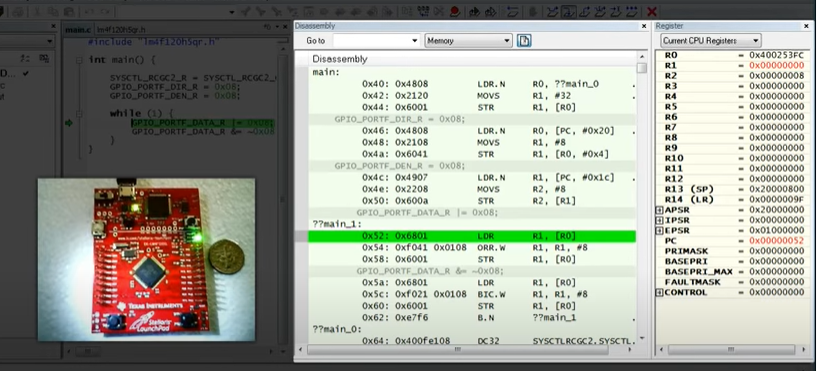 main.c lm4f120h5qr.h
#include "lm4f120h5qr.h"
int main() {
SYSCTL_RCGC2_R = SYSCTL_
GPIO_PORTF_DIR_R = 0x08;
GPIO_PORTF_DEN_R = 0x08;
while (1) {
GPIO_PORTF_DATA_R |= 0x08;
GPIO_PORTF_DATA_R &= ~0x08
}
}
TEXAS INSTRUMENTS
Stellaris
LaunchPad
Disassembly
Go to Memory
Disassembly
main:
0x40: 0x4808 LDR.N R0, ??main_0
0x42: 0x2120 MOVS R1, #32
0x44: 0x6001 STR R1, [R0]
GPIO_PORTF_DIR_R = 0x08;
0x46: 0x4808 LDR.N R0, [PC, #0x20]
0x48: 0x2108 MOVS R1, #8
0x4a: 0x6041 STR R1, [R0, #0x4]
GPIO_PORTF_DEN_R = 0x08;
0x4c: 0x4907 LDR.N R1, [PC, #0x1c]
0x4e: 0x2208 MOVS R2, #8
0x50: 0x600a STR R2, [R1]
GPIO_PORTF_DATA_R |= 0x08;
??main_1:
0x52: 0x6801 LDR R1, [R0]
0x54: 0xf041 0x0108 ORR.W R1, R1, #8
0x58: 0x6001 STR R1, [R0]
GPIO_PORTF_DATA_R &= ~0x08;
0x5a: 0x6801 LDR R1, [R0]
0x5c: 0xf021 0x0108 BIC.W R1, R1, #8
0x60: 0x6001 STR R1, [R0]
0x62: 0xe7f6 B.N ??main_1
??main_0:
0x64: 0x400fe108 DC32 SYSCTL_RCGC2.SYSCTL.
Register
Current CPU Registers
R0 = 0x400253FC
R1 = 0x00000000
R2 = 0x00000008
R3 = 0x00000000
R4 = 0x00000000
R5 = 0x00000000
R6 = 0x00000000
R7 = 0x00000000
R8 = 0x00000000
R9 = 0x00000000
R10 = 0x00000000
R11 = 0x00000000
R12 = 0x00000000
R13 (SP) = 0x20000800
R14 (LR) = 0x0000009F
APSR = 0x20000000
IPSR = 0x00000000
EPSR = 0x01000000
PC = 0x00000052
PRIMASK = 0x00000000
BASEPRI = 0x00000000
BASEPRI_MAX = 0x00000000
FAULTMASK = 0x00000000
CONTROL = 0x00000000